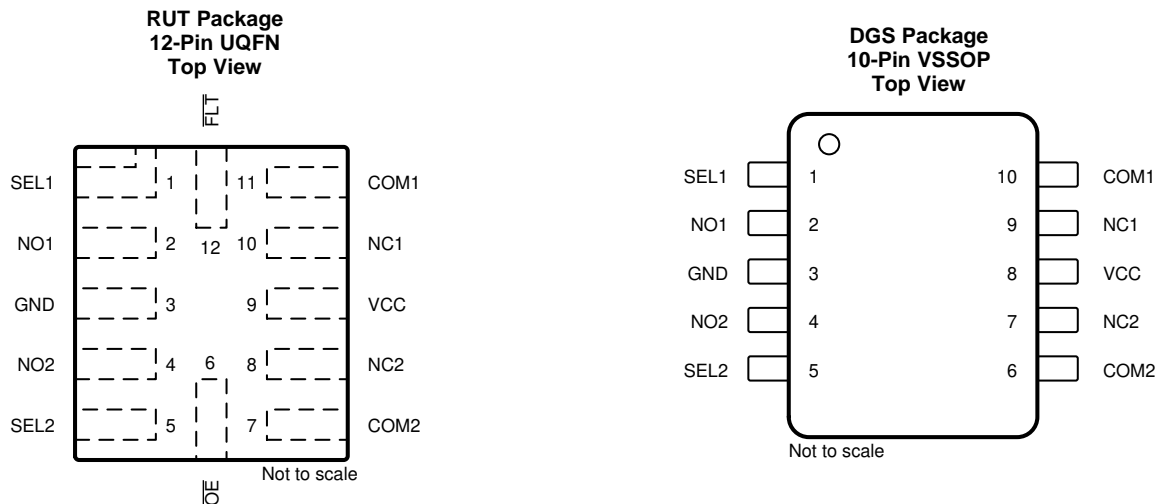 RUT Package
12-Pin UQFN
Top View
F̅L̅T̅
SEL1 1 11 COM1
NO1 2 12 10 NC1
GND 3 9 VCC
NO2 4 6 8 NC2
SEL2 5 7 COM2
Not to scale
O̅E̅
DGS Package
10-Pin VSSOP
Top View
SEL1 1 10 COM1
NO1 2 9 NC1
GND 3 8 VCC
NO2 4 7 NC2
SEL2 5 6 COM2
Not to scale